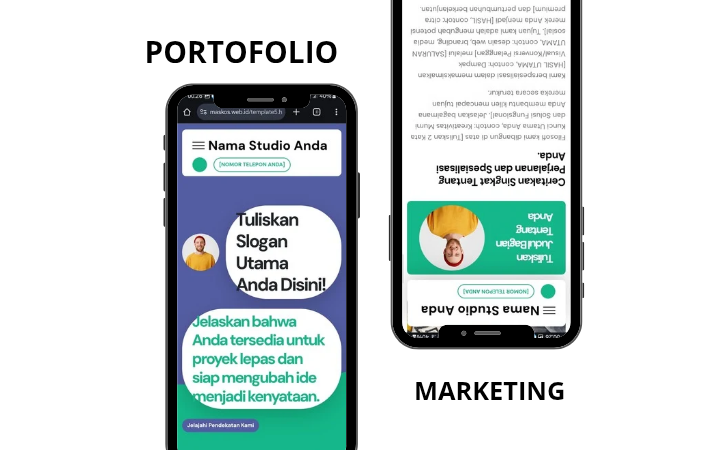 PORTOFOLIO
00:28
maskos.web.id/template5.h
Nama Studio Anda
[NOMOR TELEPON ANDA]
Tuliskan
Slogan
Utama
Anda Disini!
Jelaskan bahwa
Anda tersedia untuk
proyek lepas dan
siap mengubah ide
menjadi kenyataan.
Jelajahi Pendekatan Kami
Nama Studio Anda
[NOMOR TELEPON ANDA]
Tuliskan
Judul Bagian
Tentang
Anda
Ceritakan Singkat Tentang
Perjalanan dan Spesialisasi
Anda.
Filosofi kami dibangun di atas [Tuliskan 2 Kata
Kunci Utama Anda, contoh: Kreativitas Murni
dan Solusi Fungsional]. Jelaskan bagaimana
Anda membantu klien mencapai tujuan
mereka secara terukur.
Kami berspesialisasi dalam memaksimalkan
[HASIL UTAMA, contoh: Dampak
Visual/Konversi Pelanggan] melalui [SALURAN
UTAMA, contoh: desain web, branding, media
sosial]. Tujuan kami adalah mengubah potensi
merek Anda menjadi [HASIL, contoh: citra
premium] dan pertumbuhan berkelanjutan.
MARKETING